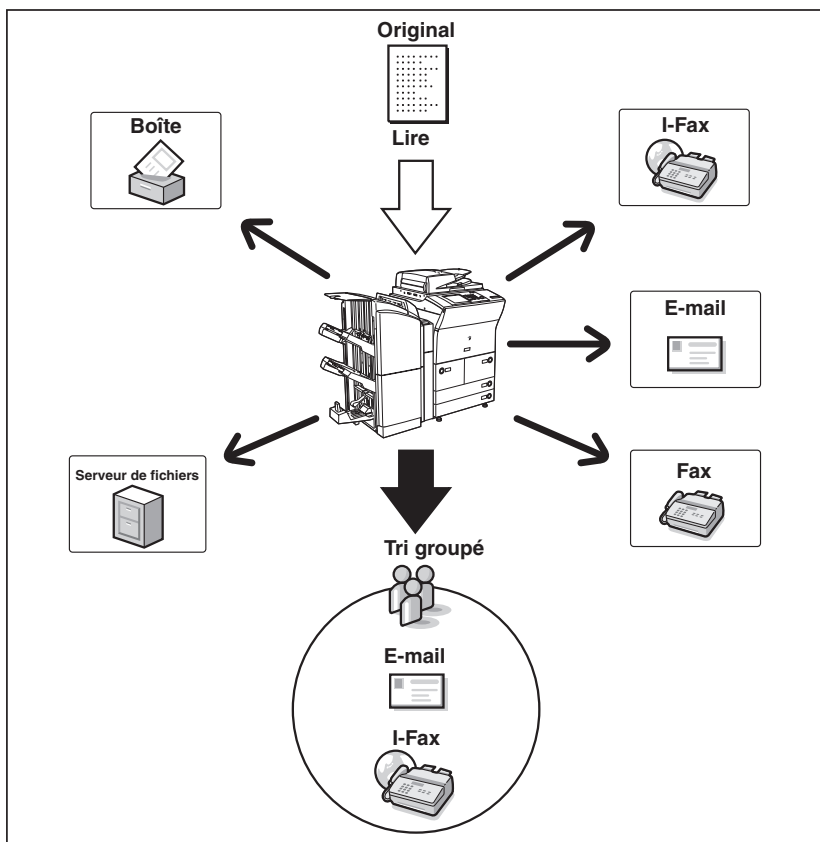 Original
Lire
Boîte
I-Fax
E-mail
Serveur de fichiers
Fax
Tri groupé
E-mail
I-Fax